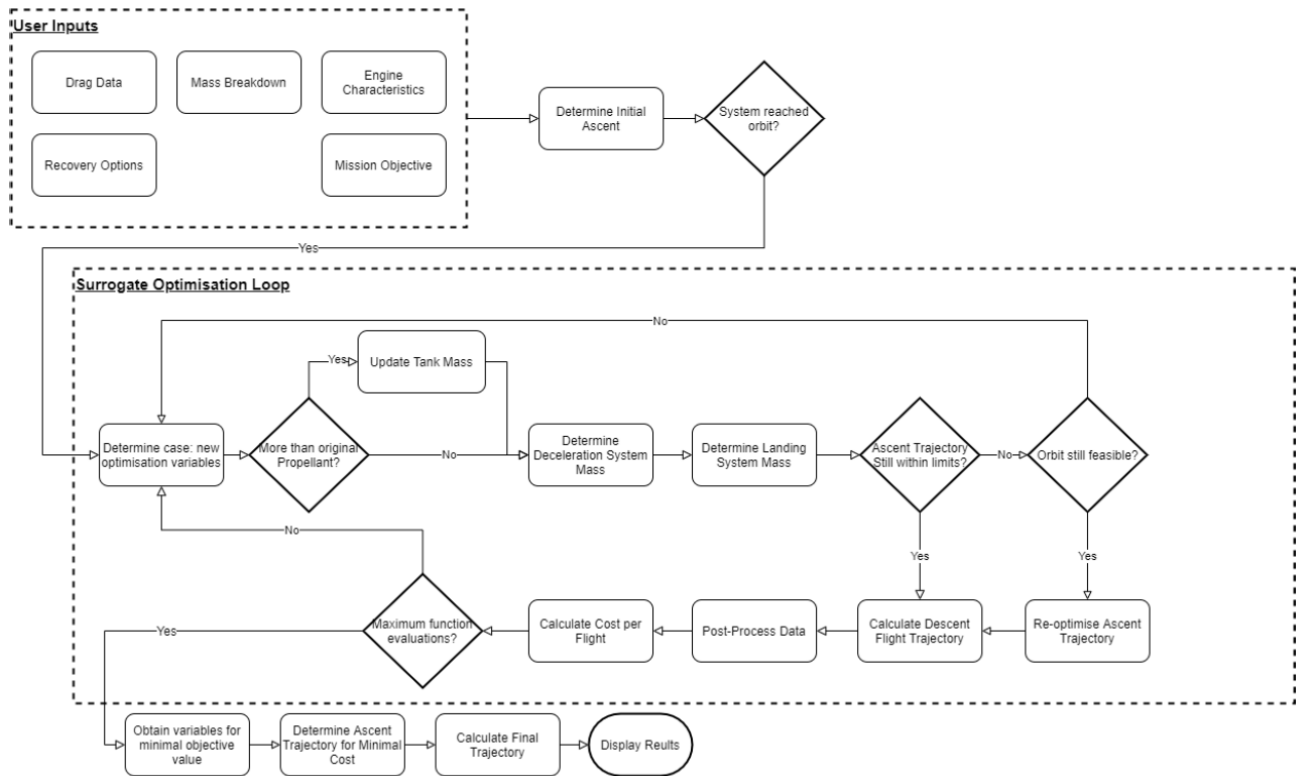 User Inputs
Drag Data
Mass Breakdown
Engine
Characteristics
Recovery Options
Mission Objective
Determine Initial
Ascent
System reached
orbit?
Yes
Surrogate Optimisation Loop
No
Yes
Update Tank Mass
Determine case: new
optimisation variables
More than original
Propellant?
No
Determine
Deceleration System
Mass
Determine Landing
System Mass
Ascent Trajectory
Still within limits?
No
Orbit still feasible?
No
Yes
Yes
Maximum function
evaluations?
Yes
Calculate Cost per
Flight
Post-Process Data
Calculate Descent
Flight Trajectory
Re-optimise Ascent
Trajectory
Obtain variables for
minimal objective
value
Determine Ascent
Trajectory for Minimal
Cost
Calculate Final
Trajectory
Display Reults